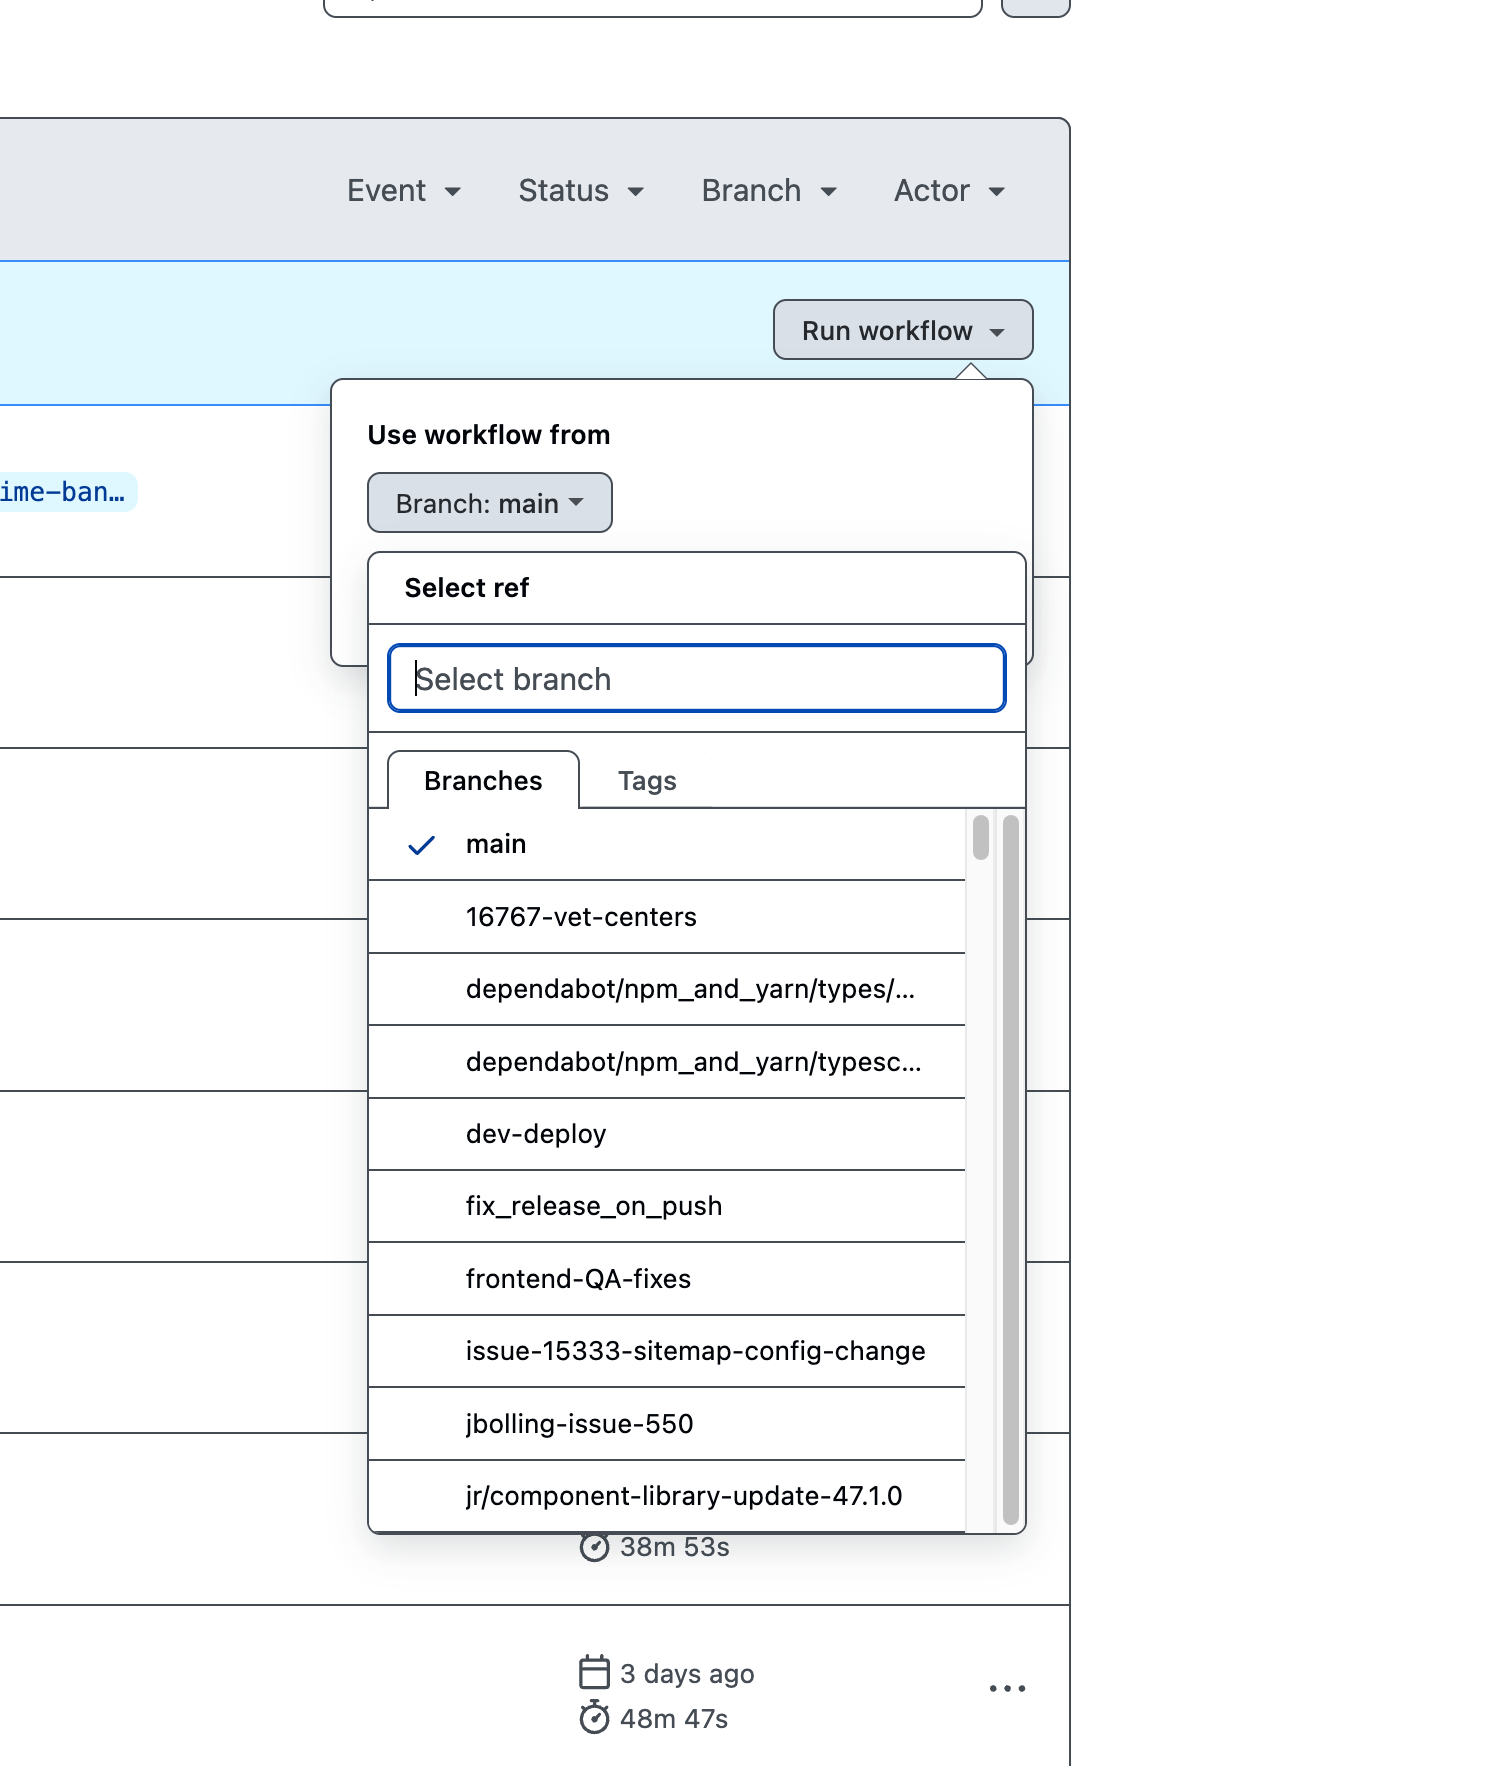 Event Status Branch Actor
Run workflow
Use workflow from
ime-ban…
Branch: main
Select ref
Select branch
Branches Tags
main
16767-vet-centers
dependabot/npm_and_yarn/types/...
dependabot/npm_and_yarn/typesc...
dev-deploy
fix_release_on_push
frontend-QA-fixes
issue-15333-sitemap-config-change
jbolling-issue-550
jr/component-library-update-47.1.0
38m 53s
3 days ago
48m 47s